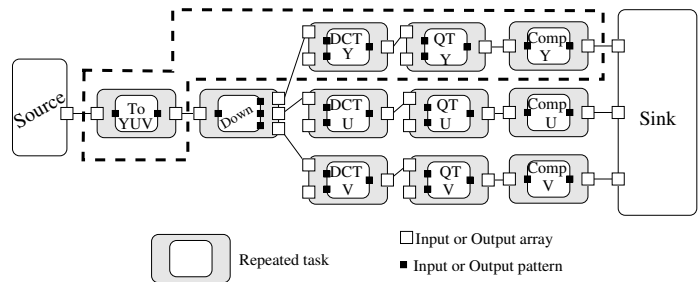 Source
To
YUV
Down
DCT
Y
QT
Y
Comp
Y
DCT
U
QT
U
Comp
U
DCT
V
QT
V
Comp
V
Sink
Repeated task
Input or Output array
Input or Output pattern